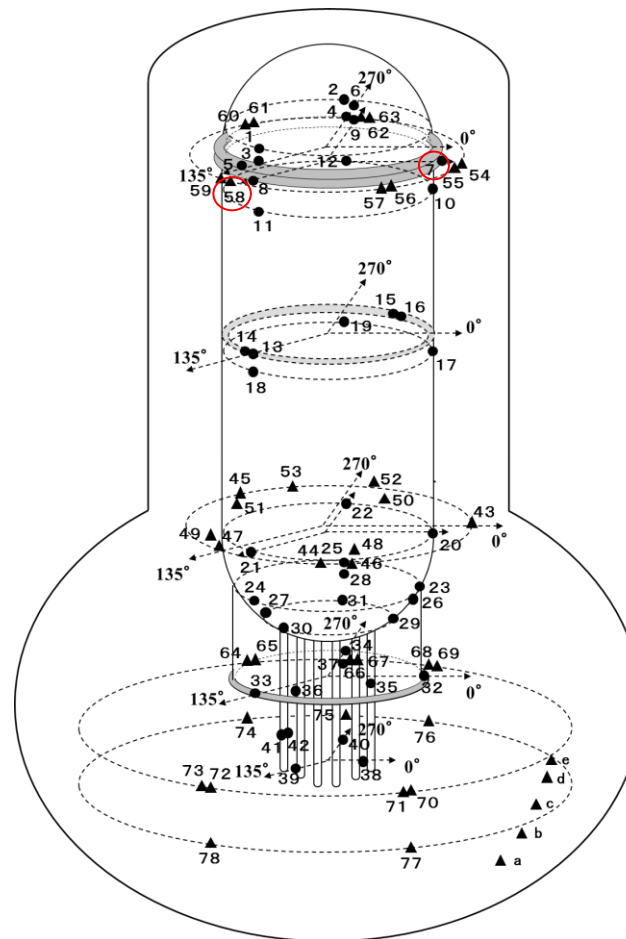 270°
2 6
60 61 4 63
1 9 62 0°
3 12
5 7 54
135° 8 55
59 58 57 56 10
11
270°
15 16
19 0°
14 13
135° 17
18
270°
53 52
45 50
51 22 43
49 47 48 20 0°
44 25 46
135° 21 28
24 23
27 31 26
30 29
270° 34
64 65 37 67 68 69
66 32 0°
135° 33 36 35
74 75 76
41 42 270°
40 e
135° 39 38 0° d
73 72 71 70 c
b
78 77 a